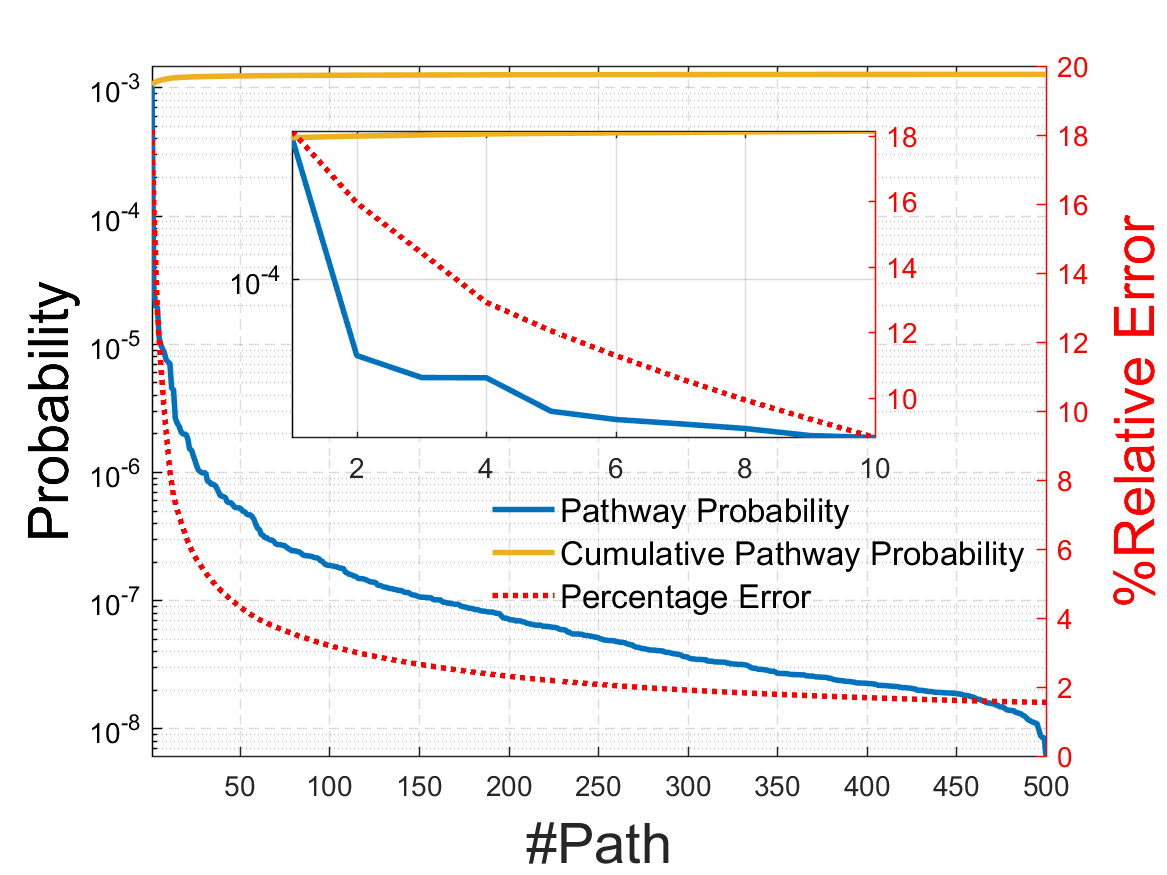 Probability
10^-3
10^-4
10^-5
10^-6
10^-7
10^-8
10^-4
18
16
14
12
10
2 4 6 8 10
Pathway Probability
Cumulative Pathway Probability
Percentage Error
20
18
16
14
12
10
8
6
4
2
0
%Relative Error
50 100 150 200 250 300 350 400 450 500
#Path